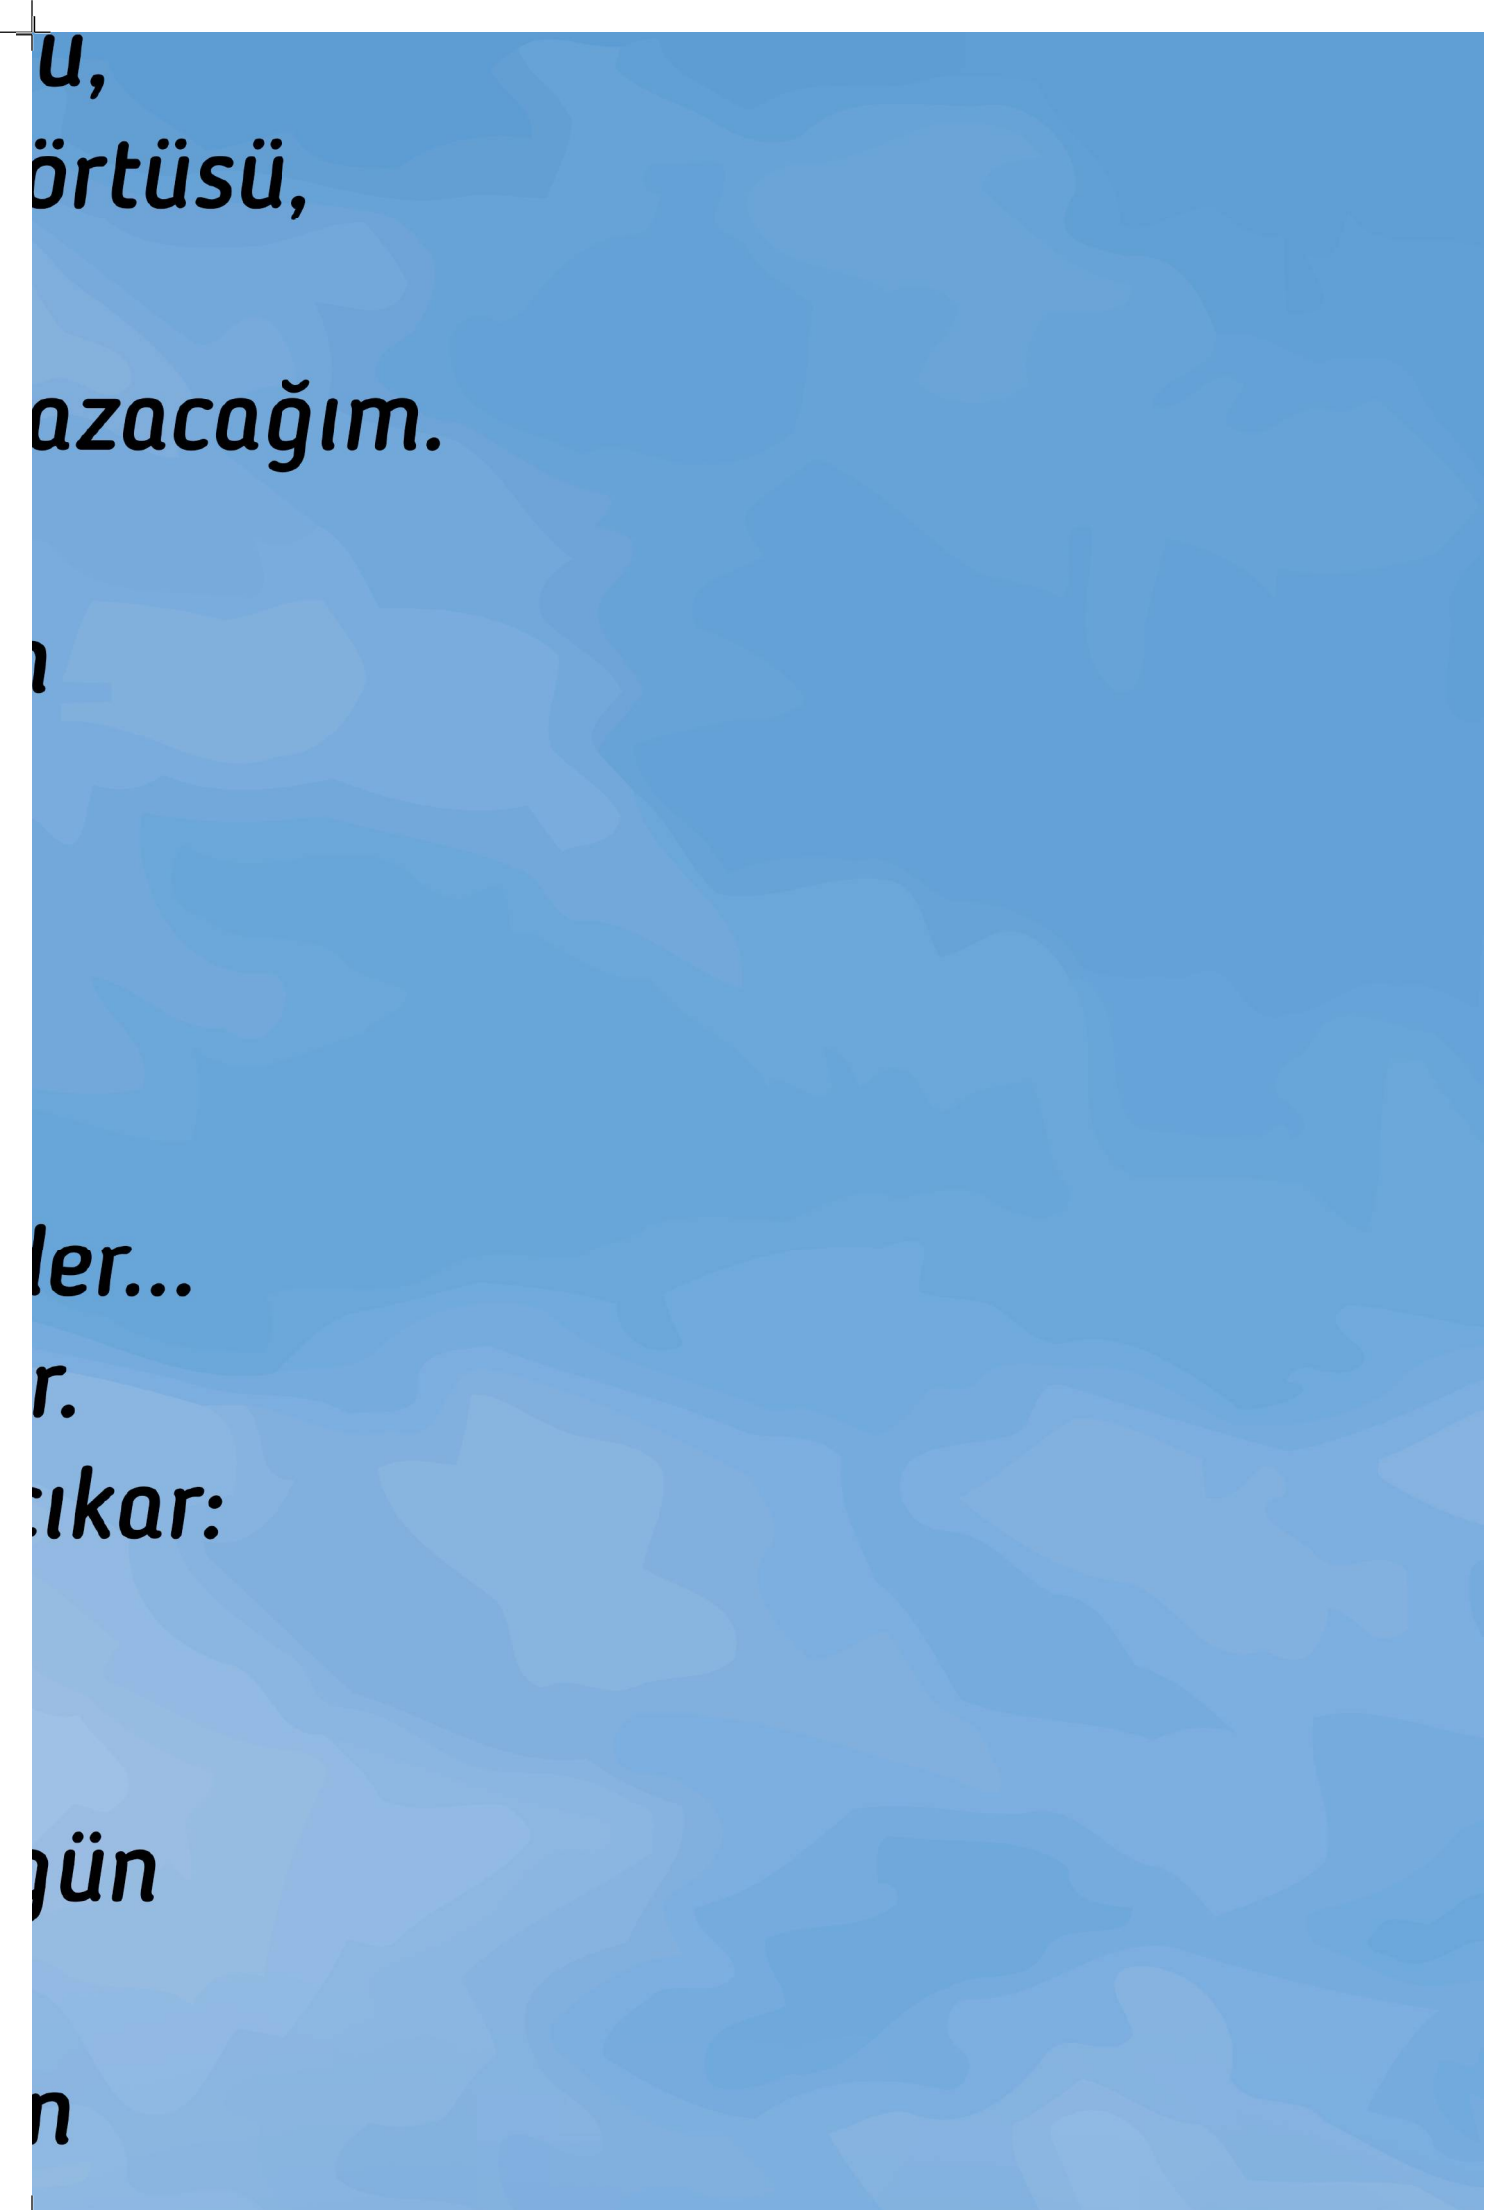 u,
örtüsü,
azacağım.
n
ler...
r.
ıkar:
gün
n